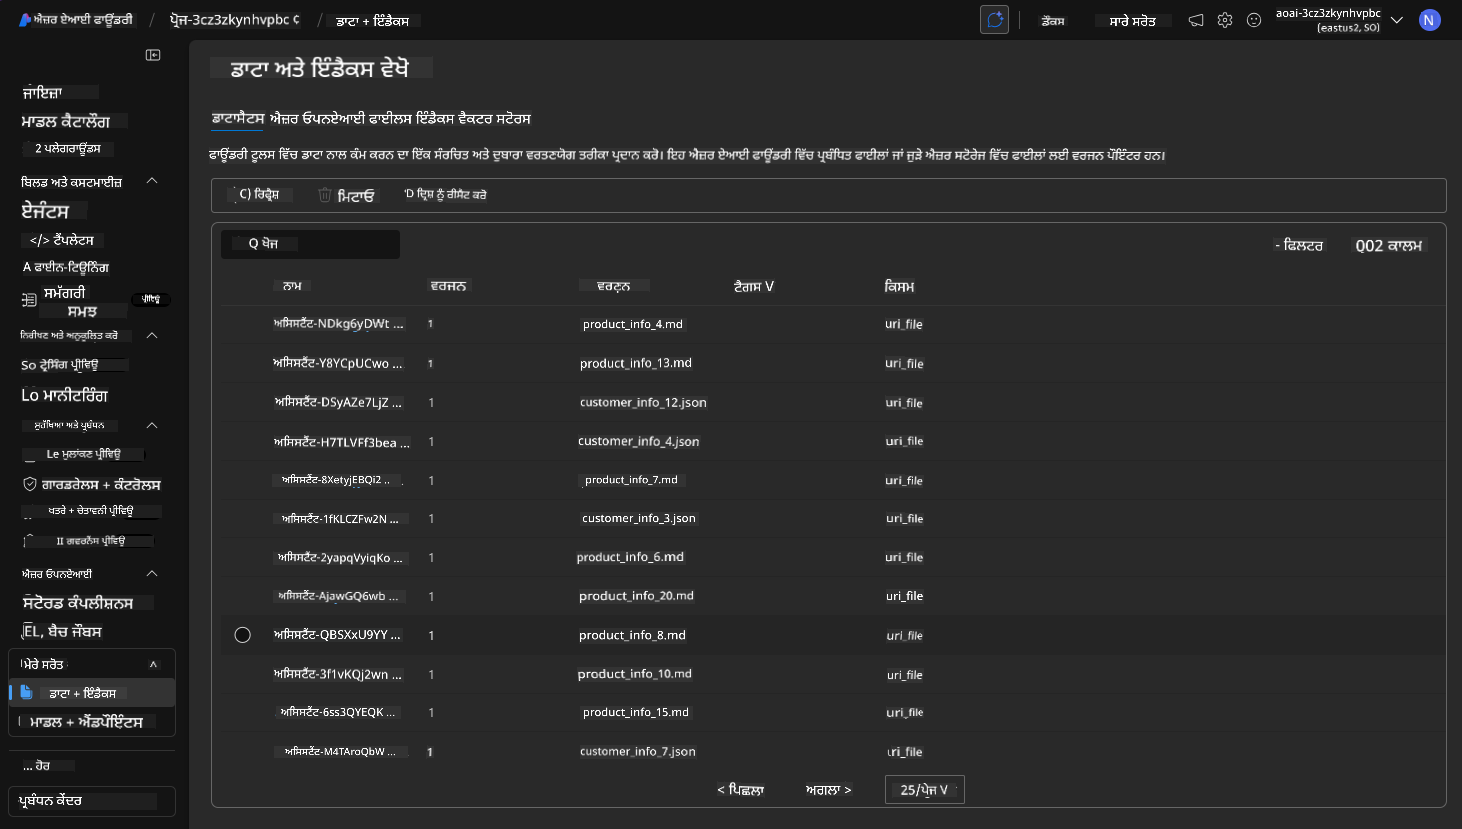 ਐਜ਼ਰ ਏਆਈ ਫਾਊਂਡਰੀ / ਪ੍ਰੋਜ-3cz3zkynhvpbc ¢ / ਡਾਟਾ + ਇੰਡੈਕਸ
ਡੌਕਸ
ਸਾਰੇ ਸਰੋਤ
aoai-3cz3zkynhvpbc
(eastus2, SO)
N
ਜਾਇਜ਼ਾ
ਮਾਡਲ ਕੈਟਾਲੌਗ
2 ਪਲੇਗਰਾਊਂਡਸ
ਬਿਲਡ ਅਤੇ ਕਸਟਮਾਈਜ਼
ਏਜੰਟਸ
</> ਟੈਂਪਲੇਟਸ
A ਫਾਈਨ-ਟਿਊਨਿੰਗ
ਸਮੱਗਰੀ
ਸਮਝ
ਪ੍ਰੀਵਿਊ
ਨਿਰੀਖਣ ਅਤੇ ਅਨੁਕੂਲਿਤ ਕਰੋ
So ਟ੍ਰੇਸਿੰਗ ਪ੍ਰੀਵਿਊ
Lo ਮਾਨੀਟਰਿੰਗ
ਸੁਰੱਖਿਆ ਅਤੇ ਪ੍ਰਬੰਧਨ
Le ਮੁਲਾਂਕਣ ਪ੍ਰੀਵਿਊ
ਗਾਰਡਰੇਲਸ + ਕੰਟਰੋਲਸ
ਖਤਰੇ + ਚੇਤਾਵਨੀ ਪ੍ਰੀਵਿਊ
II ਗਵਰਨੈਂਸ ਪ੍ਰੀਵਿਊ
ਐਜ਼ਰ ਓਪਨਏਆਈ
ਸਟੋਰਡ ਕੰਪਲੀਸ਼ਨਸ
EL, ਬੈਚ ਜੌਬਸ
ਮੇਰੇ ਸਰੋਤ
ਡਾਟਾ + ਇੰਡੈਕਸ
ਮਾਡਲ + ਐਂਡਪੌਇੰਟਸ
... ਹੋਰ
ਪ੍ਰਬੰਧਨ ਕੇਂਦਰ
ਡਾਟਾ ਅਤੇ ਇੰਡੈਕਸ ਵੇਖੋ
ਡਾਟਾਸੈਟਸ ਐਜ਼ਰ ਓਪਨਏਆਈ ਫਾਈਲਸ ਇੰਡੈਕਸ ਵੈਕਟਰ ਸਟੋਰਸ
ਫਾਊਂਡਰੀ ਟੂਲਸ ਵਿੱਚ ਡਾਟਾ ਨਾਲ ਕੰਮ ਕਰਨ ਦਾ ਇੱਕ ਸੰਰਚਿਤ ਅਤੇ ਦੁਬਾਰਾ ਵਰਤਣਯੋਗ ਤਰੀਕਾ ਪ੍ਰਦਾਨ ਕਰੋ। ਇਹ ਐਜ਼ਰ ਏਆਈ ਫਾਊਂਡਰੀ ਵਿੱਚ ਪ੍ਰਬੰਧਿਤ ਫਾਈਲਾਂ ਜਾਂ ਜੁੜੇ ਐਜ਼ਰ ਸਟੋਰੇਜ ਵਿੱਚ ਫਾਈਲਾਂ ਲਈ ਵਰਜਨ ਪੌਇੰਟਰ ਹਨ।
C) ਰਿਫ੍ਰੈਸ਼ ਮਿਟਾਓ 'D ਦ੍ਰਿਸ਼ ਨੂੰ ਰੀਸੈਟ ਕਰੋ
Q ਖੋਜ
- ਫਿਲਟਰ 002 ਕਾਲਮ
ਨਾਮ ਵਰਜਨ ਵਰਣਨ ਟੈਗਸ V ਕਿਸਮ
ਅਸਿਸਟੈਂਟ-NDkg6yDWt ... 1 product_info_4.md uri_file
ਅਸਿਸਟੈਂਟ-Y8YCpUCwo ... 1 product_info_13.md uri_file
ਅਸਿਸਟੈਂਟ-DSyAZe7LjZ ... 1 customer_info_12.json uri_file
ਅਸਿਸਟੈਂਟ-H7TLVFf3bea ... 1 customer_info_4.json uri_file
ਅਸਿਸਟੈਂਟ-8XetyjEBQi2 .. 1 product_info_7.md uri_file
ਅਸਿਸਟੈਂਟ-1fKLCZFw2N ... 1 customer_info_3.json uri_file
ਅਸਿਸਟੈਂਟ-2yapqVyiqKo ... 1 product_info_6.md uri_file
ਅਸਿਸਟੈਂਟ-AjawGQ6wb ... 1 product_info_20.md uri_file
ਅਸਿਸਟੈਂਟ-QBSXxU9YY ... 1 product_info_8.md uri_file
ਅਸਿਸਟੈਂਟ-3f1vKQj2wn ... 1 product_info_10.md uri_file
ਅਸਿਸਟੈਂਟ-6ss3QYEQK ... 1 product_info_15.md uri_file
ਅਸਿਸਟੈਂਟ-M4TAroQbW ... 1 customer_info_7.json uri_file
< ਪਿਛਲਾ ਅਗਲਾ > 25/ਪੇਜ V